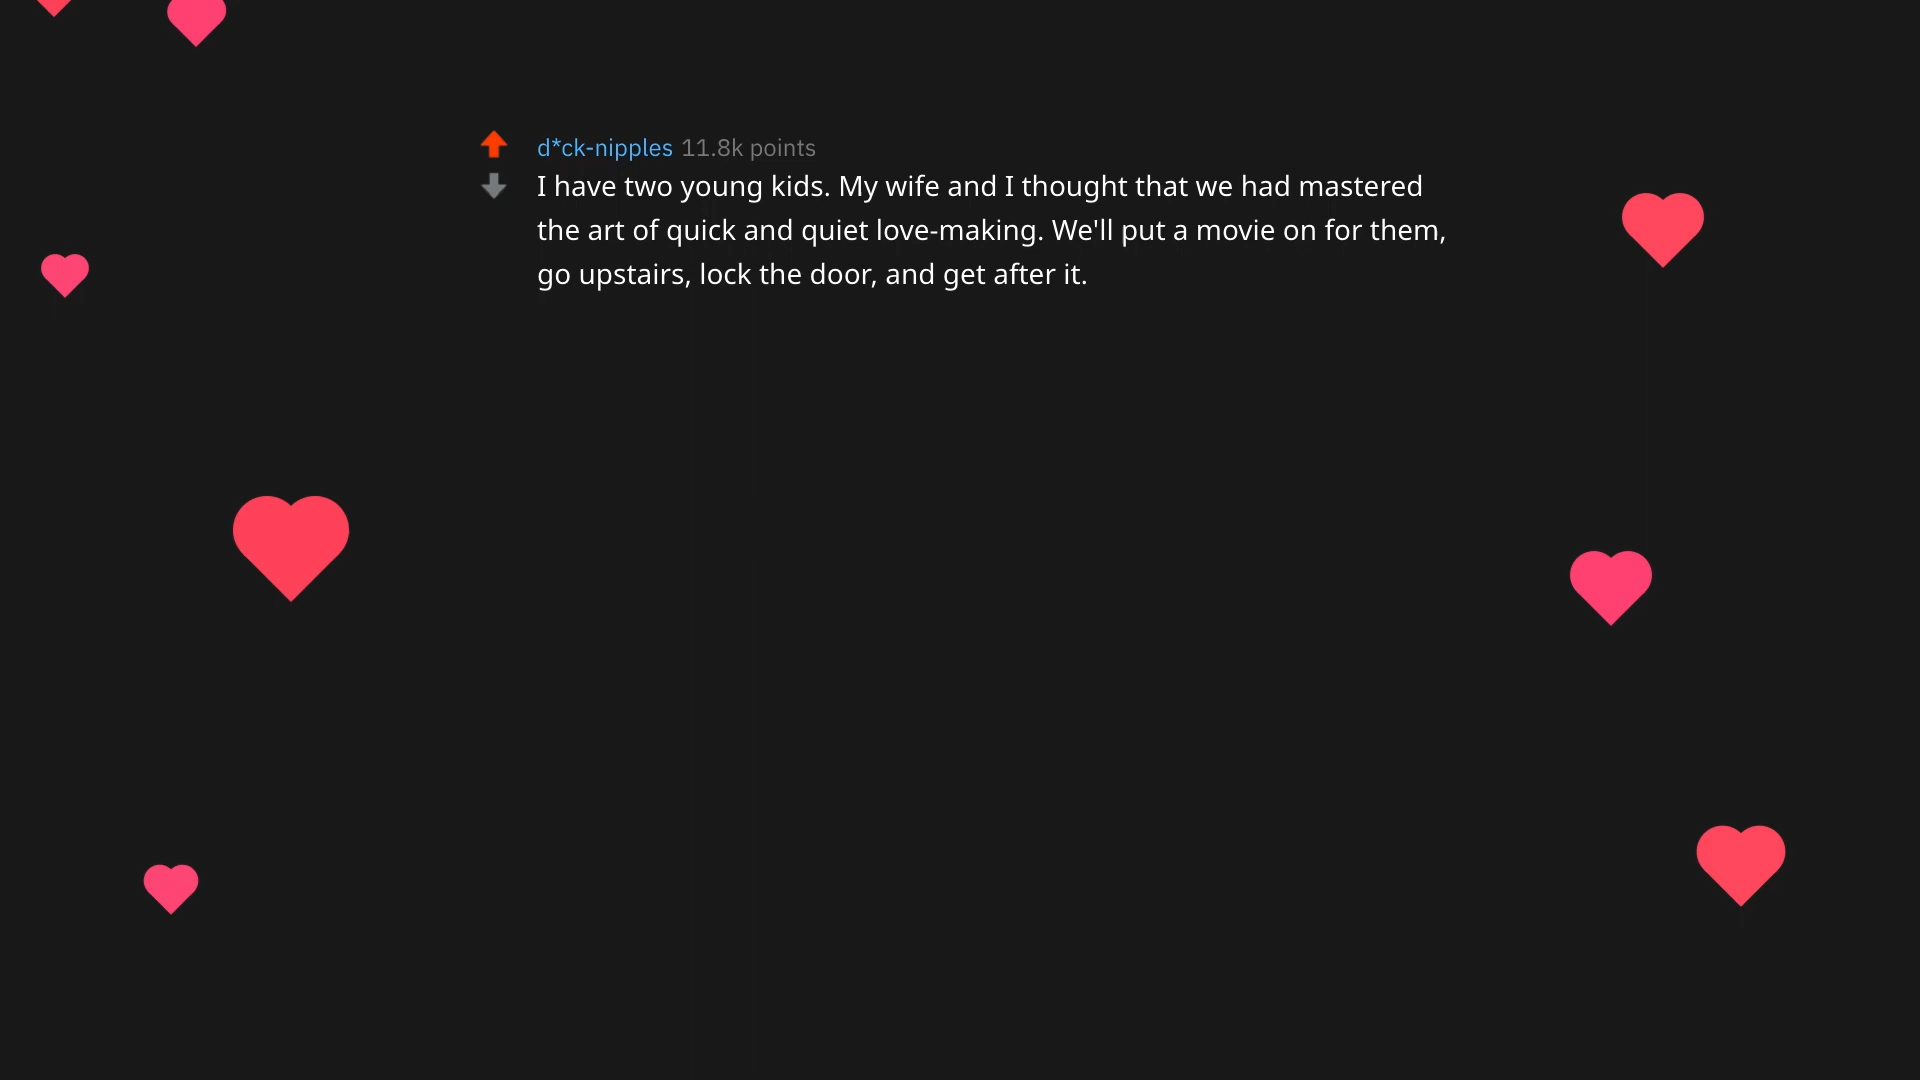 d*ck-nipples 11.8k points
I have two young kids. My wife and I thought that we had mastered
the art of quick and quiet love-making. We'll put a movie on for them,
go upstairs, lock the door, and get after it.